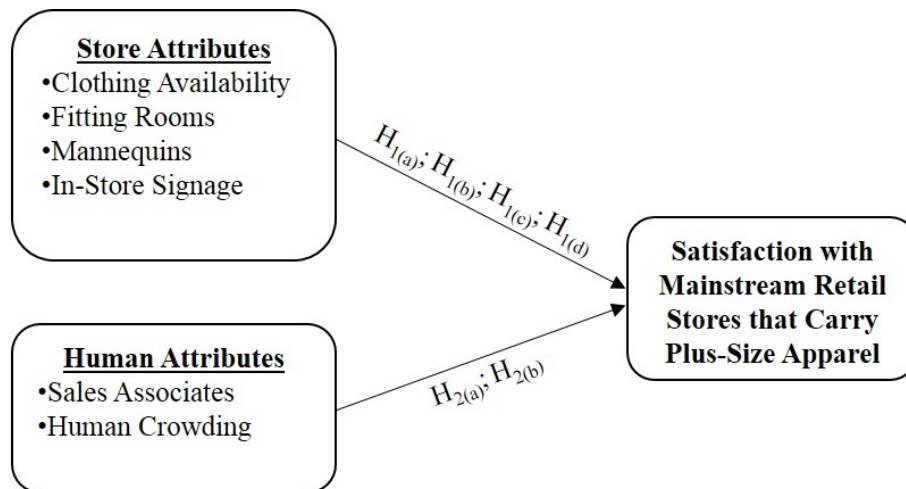 Store Attributes
•Clothing Availability
•Fitting Rooms
•Mannequins
•In-Store Signage
H1(a); H1(b); H1(c); H1(d)
Satisfaction with
Mainstream Retail
Stores that Carry
Plus-Size Apparel
Human Attributes
•Sales Associates
•Human Crowding
H2(a); H2(b)